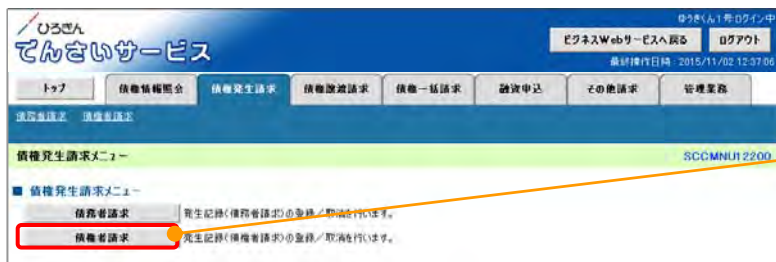 ひろぎん
ゆうきくん1号:ログイン中
でんさいサービス
ビジネスWebサービスへ戻る ログアウト
最終操作日時:2015/11/02 12:37:06
トップ 債権情報照会 債権発生請求 債権譲渡請求 債権一括請求 融資申込 その他請求 管理業務
債務者請求 債権者請求
債権発生請求メニュー SCCMNU12200
■ 債権発生請求メニュー
債務者請求 発生記録(債務者請求)の登録/取消を行います。
債権者請求 発生記録(債権者請求)の登録/取消を行います。